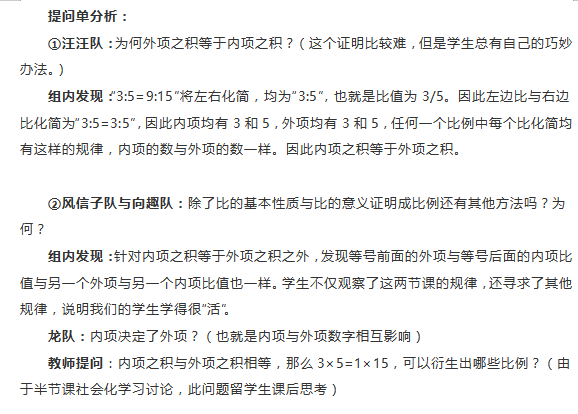 提问单分析：
①汪汪队：为何外项之积等于内项之积？（这个证明比较难，但是学生总有自己的巧妙
办法。）
组内发现：“3:5=9:15”将左右化简，均为“3:5”，也就是比值为 3/5。因此左边比与右边
比化简为“3:5=3:5”，因此内项均有 3 和 5，外项均有 3 和 5，任何一个比例中每个比化简均
有这样的规律，内项的数与外项的数一样。因此内项之积等于外项之积。
②风信子队与向趣队：除了比的基本性质与比的意义证明成比例还有其他方法吗？为
何？
组内发现：针对内项之积等于外项之积之外，发现等号前面的外项与等号后面的内项比
值与另一个外项与另一个内项比值也一样。学生不仅观察了这两节课的规律，还寻求了其他
规律，说明我们的学生学得很“活”。
龙队：内项决定了外项？（也就是内项与外项数字相互影响）
教师提问：内项之积与外项之积相等，那么 3×5=1×15，可以衍生出哪些比例？（由
于半节课社会化学习讨论，此问题留学生课后思考）